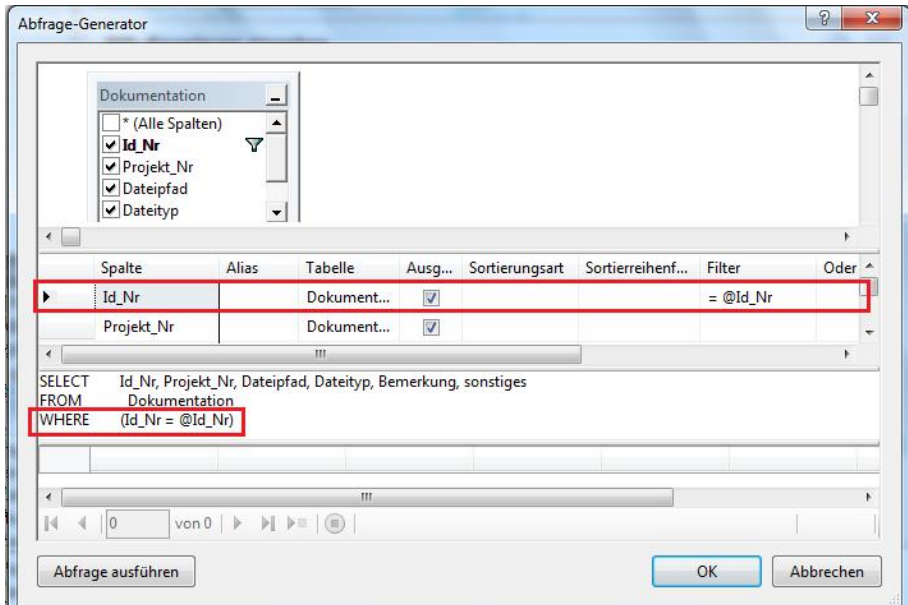 Abfrage-Generator
Dokumentation
* (Alle Spalten)
Id_Nr
Projekt_Nr
Dateipfad
Dateityp
Spalte Alias Tabelle Ausg... Sortierungsart Sortierreihenf... Filter Oder
Id_Nr Dokument... = @Id_Nr
Projekt_Nr Dokument...
SELECT Id_Nr, Projekt_Nr, Dateipfad, Dateityp, Bemerkung, sonstiges
FROM Dokumentation
WHERE (Id_Nr = @Id_Nr)
0 von 0
Abfrage ausführen OK Abbrechen